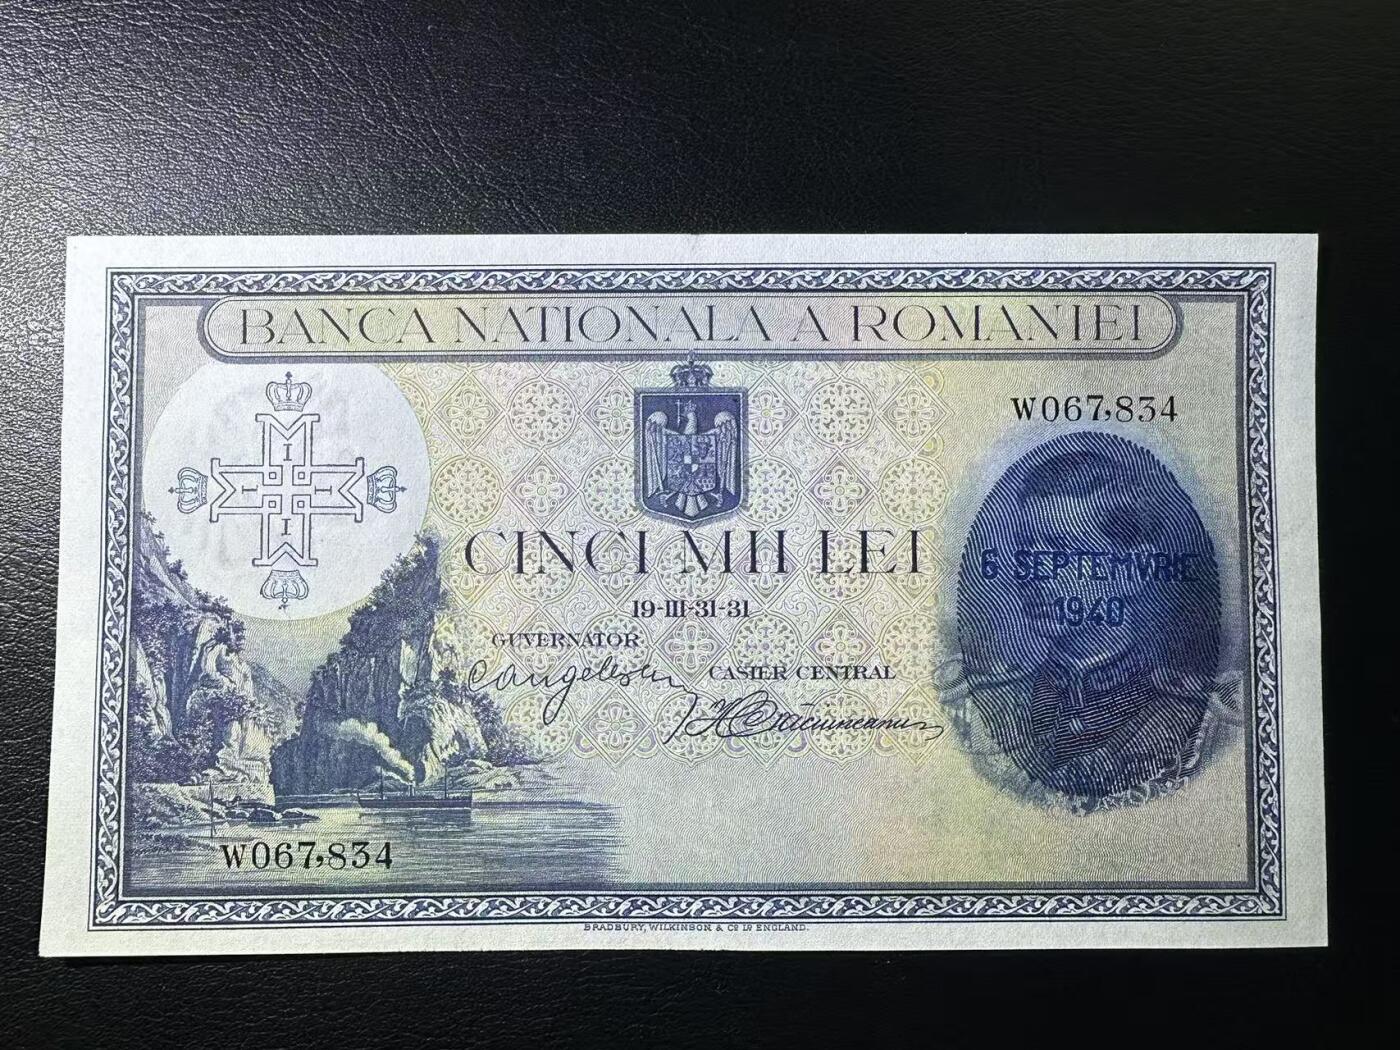 BANCA NATIONALA A ROMANIEI
W067,834
CINCI MII LEI
6 SEPTEMVRIE
1940
19-III-31-31
GUVERNATOR
C Angelescu
CASIER CENTRAL
W067,834
BRADBURY, WILKINSON & Co Ld ENGLAND.